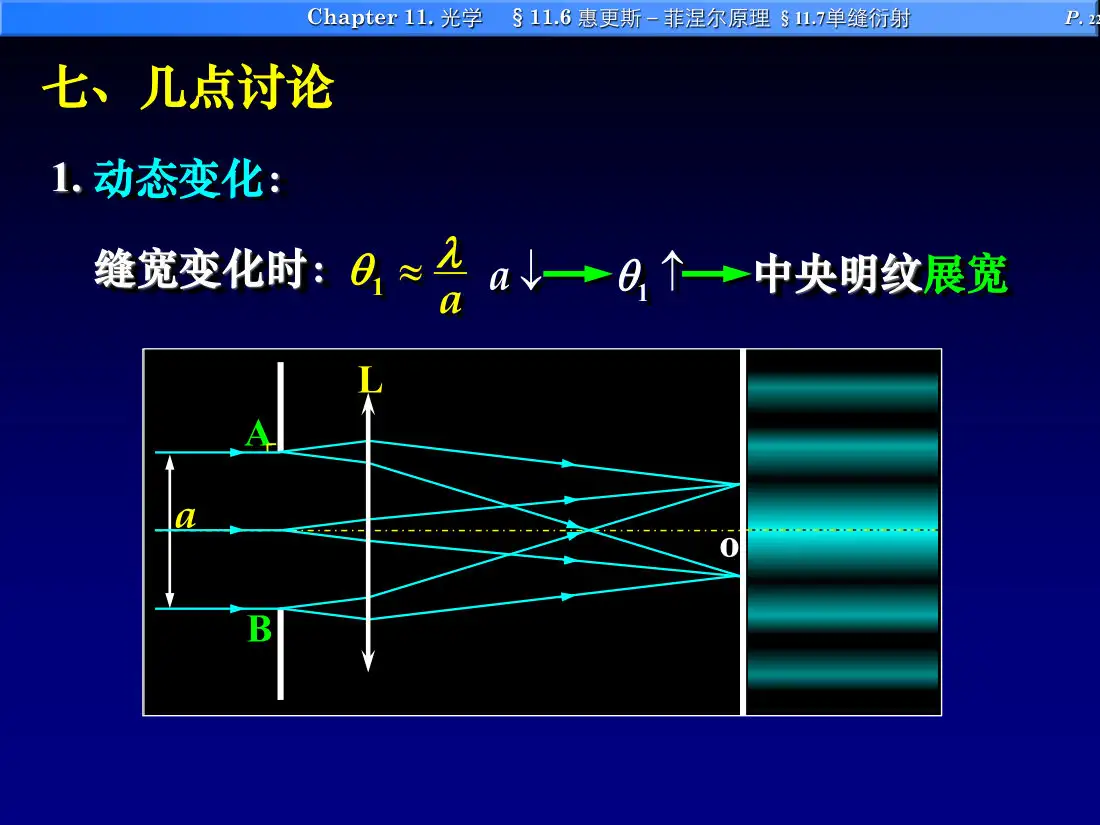 Chapter 11. 光学 §11.6 惠更斯－菲涅尔原理 §11.7单缝衍射 P. 22
七、几点讨论
1. 动态变化：
缝宽变化时：θ₁ ≈ λ/a a↓ → θ₁↑ → 中央明纹展宽
L
A
a
o
B